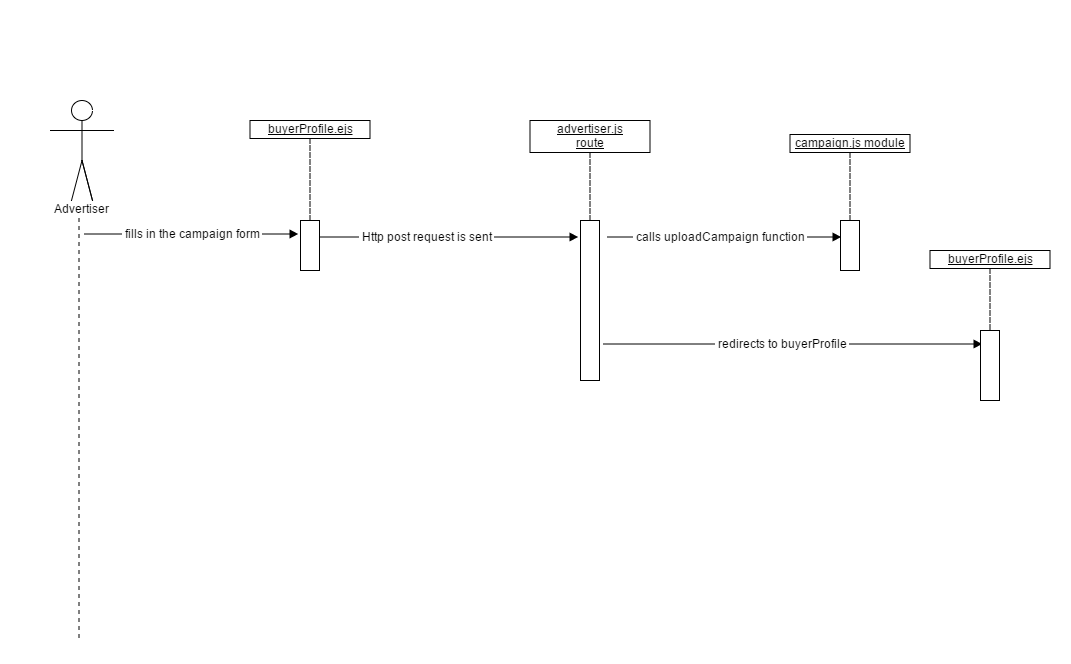 buyerProfile.ejs
advertiser.js
route
campaign.js module
Advertiser
fills in the campaign form
Http post request is sent
calls uploadCampaign function
buyerProfile.ejs
redirects to buyerProfile